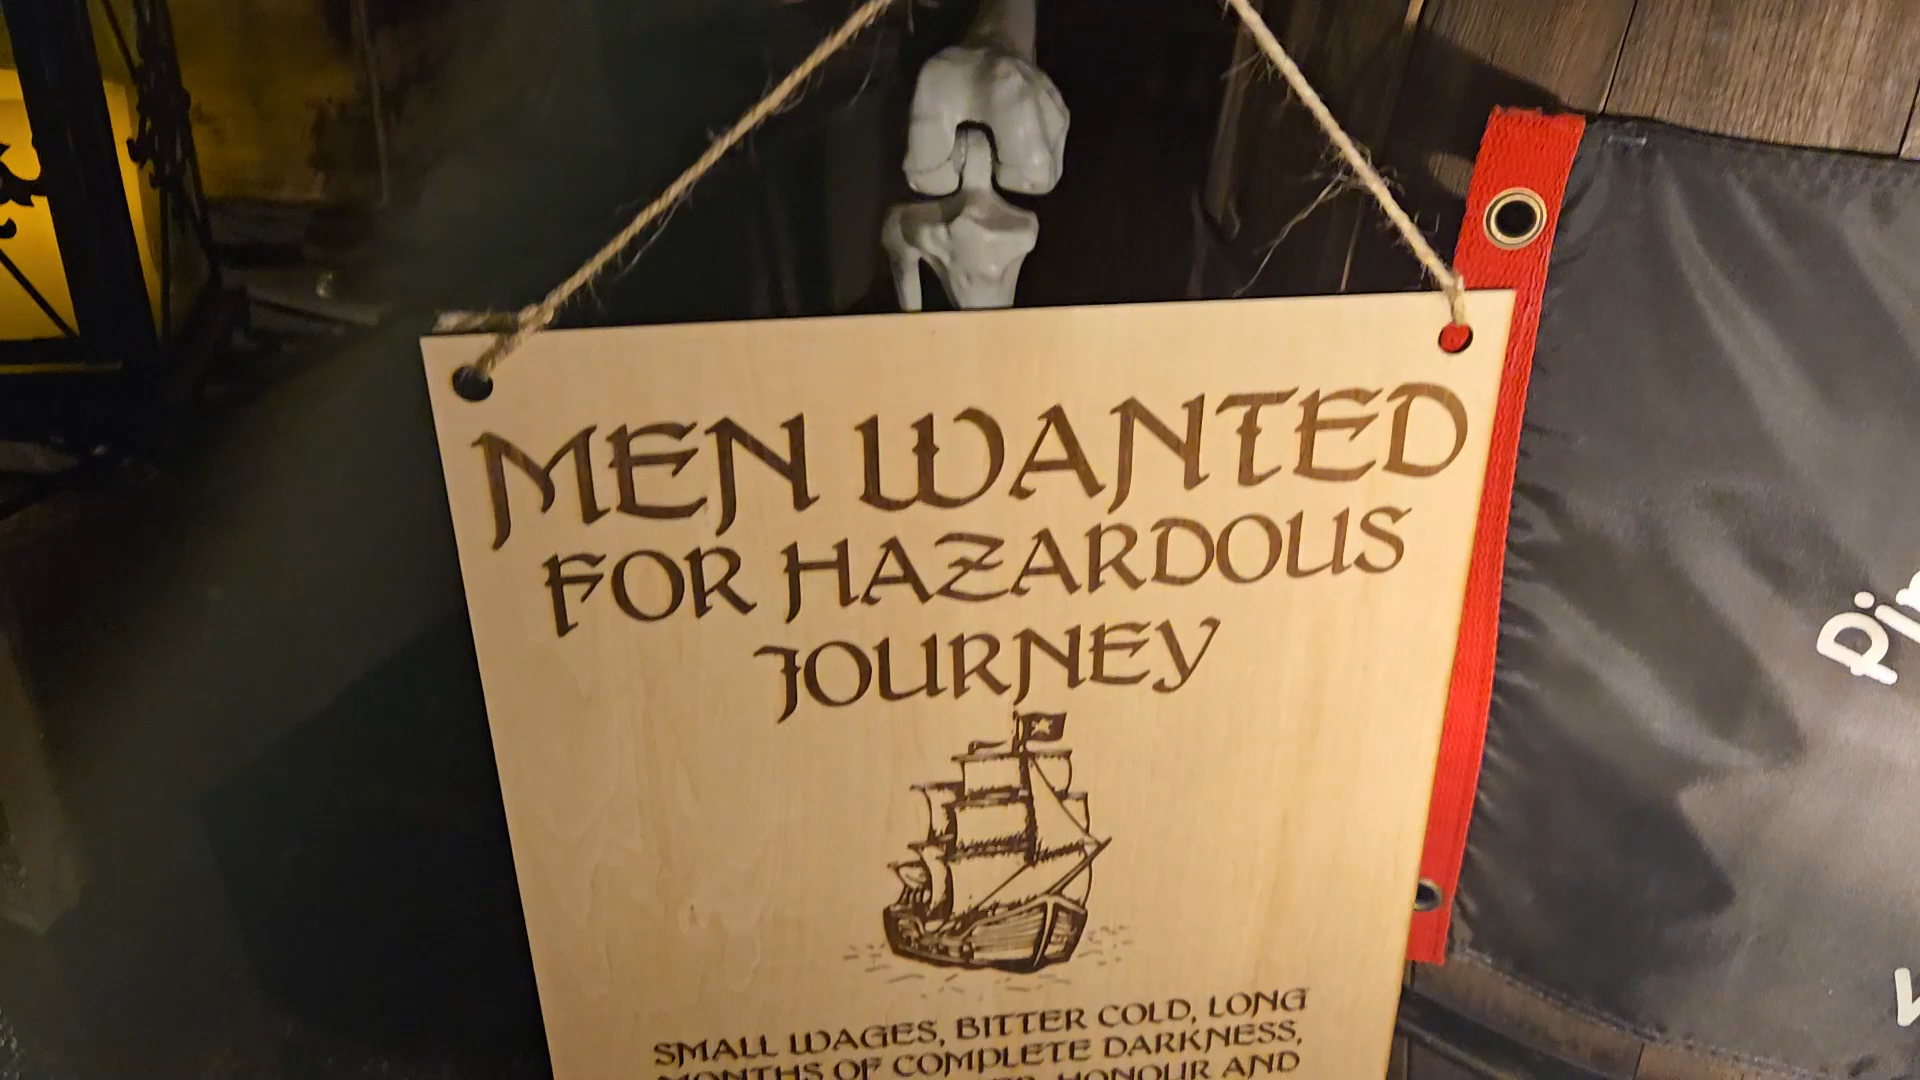 MEN WANTED
FOR HAZARDOUS
JOURNEY
SMALL WAGES, BITTER COLD, LONG
MONTHS OF COMPLETE DARKNESS,
HONOUR AND